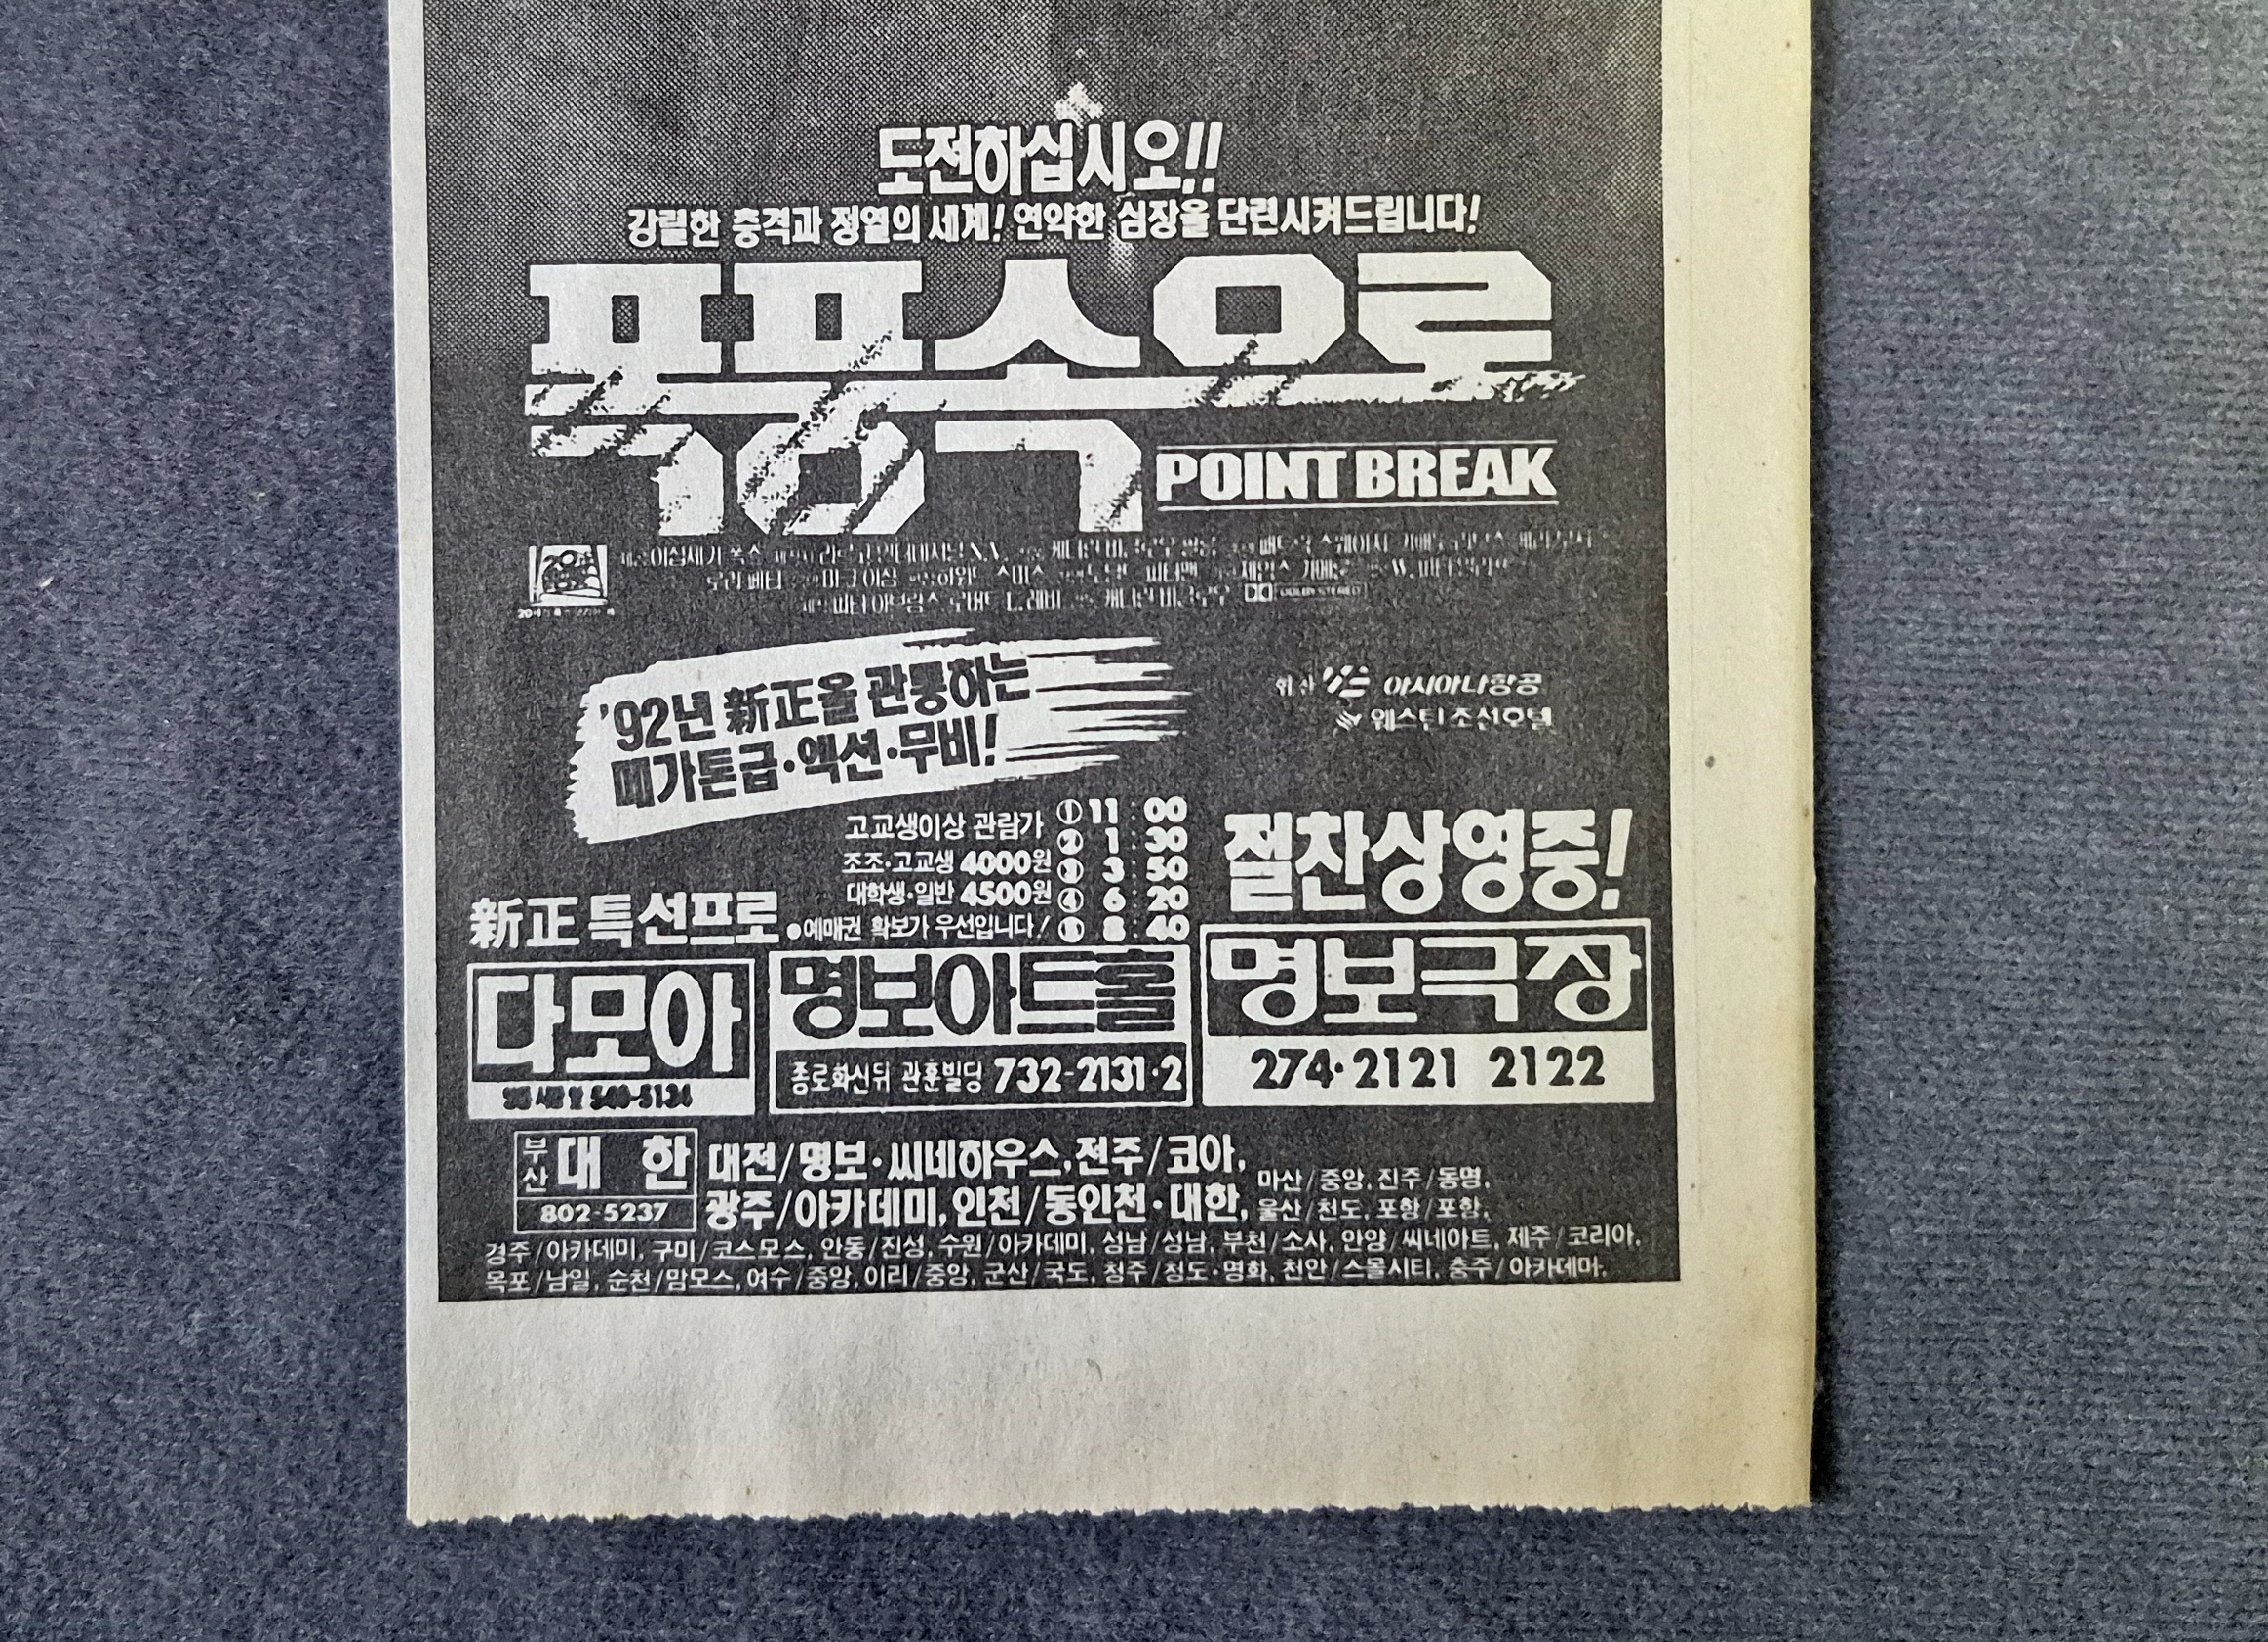 도전하십시오!!
강렬한 충격과 정열의 세계! 연약한 심장을 단련시켜드립니다!
폭풍속으로
POINT BREAK
로리 페티
L. 레비
DOLBY STEREO
'92년 新正을 관통하는
메가톤급·액션·무비!
아시아나항공
웨스틴조선호텔
고교생이상 관람가
조조·고교생 4000원
대학생·일반 4500원
●예매권 확보가 우선입니다!
① 11:00
② 1:30
③ 3:50
④ 6:20
⑤ 8:40
절찬상영중!
新正 특선프로
다모아
540-5134
명보아트홀
종로화신뒤 관훈빌딩 732-2131·2
명보극장
274·2121 2122
부산 대한
802-5237
대전/명보·씨네하우스, 전주/코아,
광주/아카데미, 인천/동인천·대한,
마산/중앙, 진주/동명,
울산/천도, 포항/포항,
경주/아카데미, 구미/코스모스, 안동/진성, 수원/아카데미, 성남/성남, 부천/소사, 안양/씨네아트, 제주/코리아,
목포/남일, 순천/맘모스, 여수/중앙, 이리/중앙, 군산/국도, 청주/청도·명화, 천안/스몰시티, 충주/아카데마,